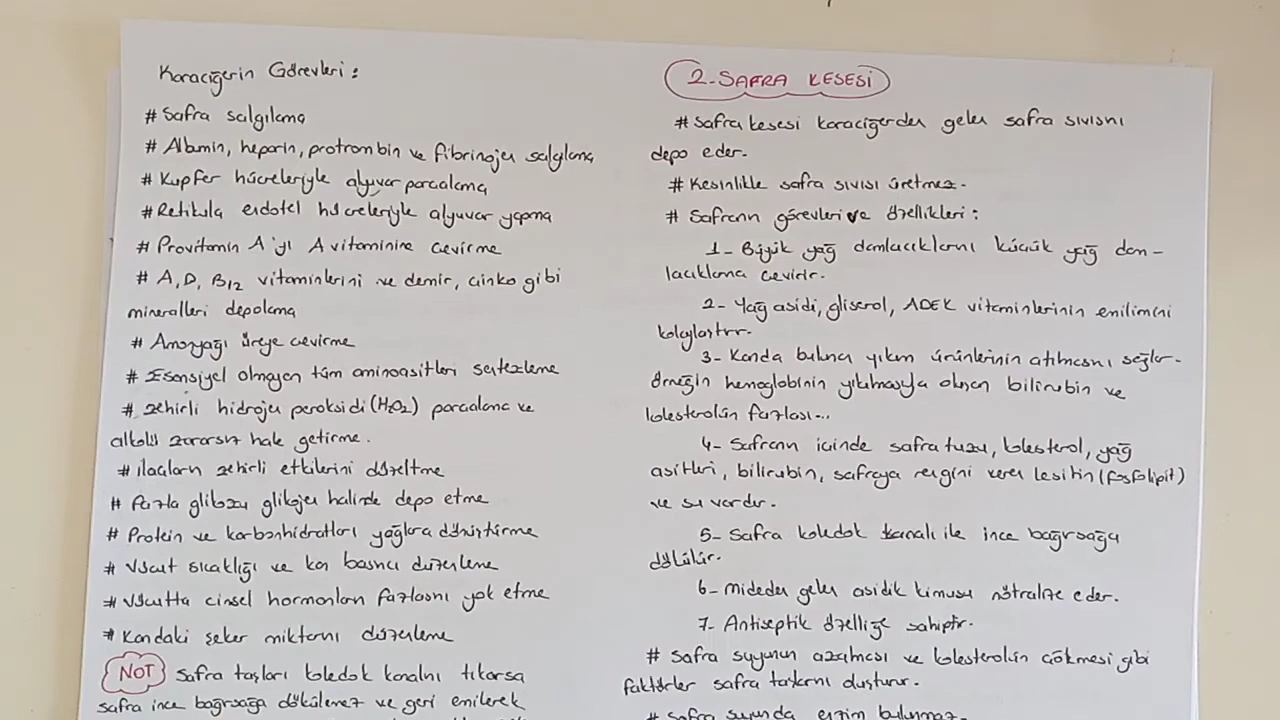 Karaciğerin Görevleri:
# Safra salgılama
# Albümin, heparin, protrombin ve fibrinojen salgılama
# Kupfer hücreleriyle alyuvar parçalama
# Retikula endotel hücreleriyle alyuvar yapma
# Provitamin A'yı A vitaminine çevirme
# A, D, B12 vitaminlerini ve demir, çinko gibi
mineralleri depolama
# Amonyağı üreye çevirme
# Esansiyel olmayan tüm aminoasitleri sentezleme
# Zehirli hidrojen peroksidi (H2O2) parçalama ve
alkolü zararsız hale getirme.
# İlaçların zehirli etkilerini düzeltme
# Fazla glikozu glikojen halinde depo etme
# Protein ve karbonhidratları yağlara dönüştürme
# Vücut sıcaklığı ve kan basıncı düzenleme
# Vücutta cinsel hormonların fazlasını yok etme
# Kandaki şeker miktarını düzenleme
NOT Safra taşları koledok kanalını tıkarsa
safra ince bağırsağa dökülemez ve geri emilerek
2-SAFRA KESESİ
# Safra kesesi karaciğerden gelen safra sıvısını
depo eder.
# Kesinlikle safra sıvısı üretmez.
# Safranın görevleri ve özellikleri:
1- Büyük yağ damlacıklarını küçük yağ dam-
lacıklarına çevirir.
2- Yağ asidi, gliserol, ADEK vitaminlerinin emilimini
kolaylaştırır.
3- Kanda bulunan yıkım ürünlerinin atılmasını sağlar.
Örneğin hemoglobinin yıkılmasıyla oluşan bilirubin ve
kolesterolün fazlası...
4- Safranın içinde safra tuzu, kolesterol, yağ
asitleri, bilirubin, safraya rengini veren lesitin (fosfolipit)
ve su vardır.
5- Safra koledok kanalı ile ince bağırsağa
dökülür.
6- Mideden gelen asidik kimusu nötralize eder.
7- Antiseptik özelliğe sahiptir.
# Safra suyunun azalması ve kolesterolün çökmesi gibi
faktörler safra taşlarını oluşturur.
# Safra suyunda enzim bulunmaz.